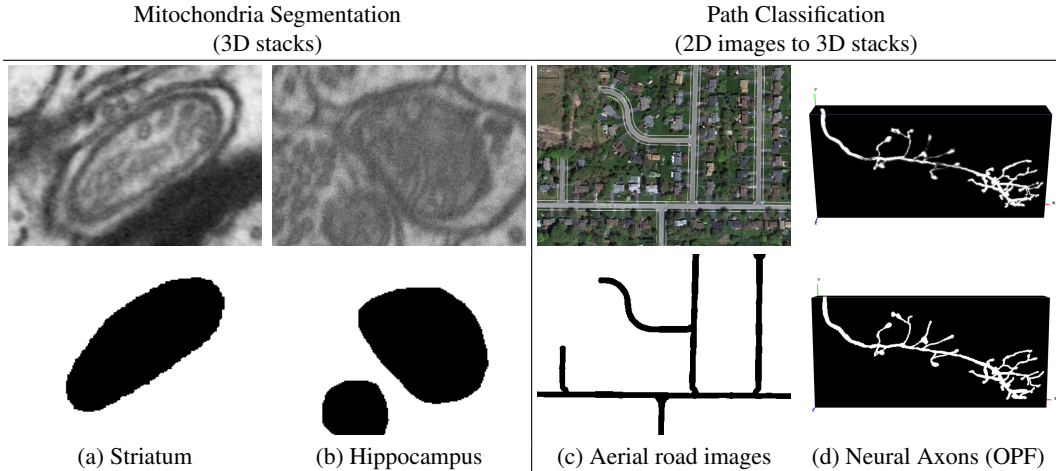 Mitochondria Segmentation
(3D stacks)
Path Classification
(2D images to 3D stacks)
(a) Striatum
(b) Hippocampus
(c) Aerial road images
(d) Neural Axons (OPF)